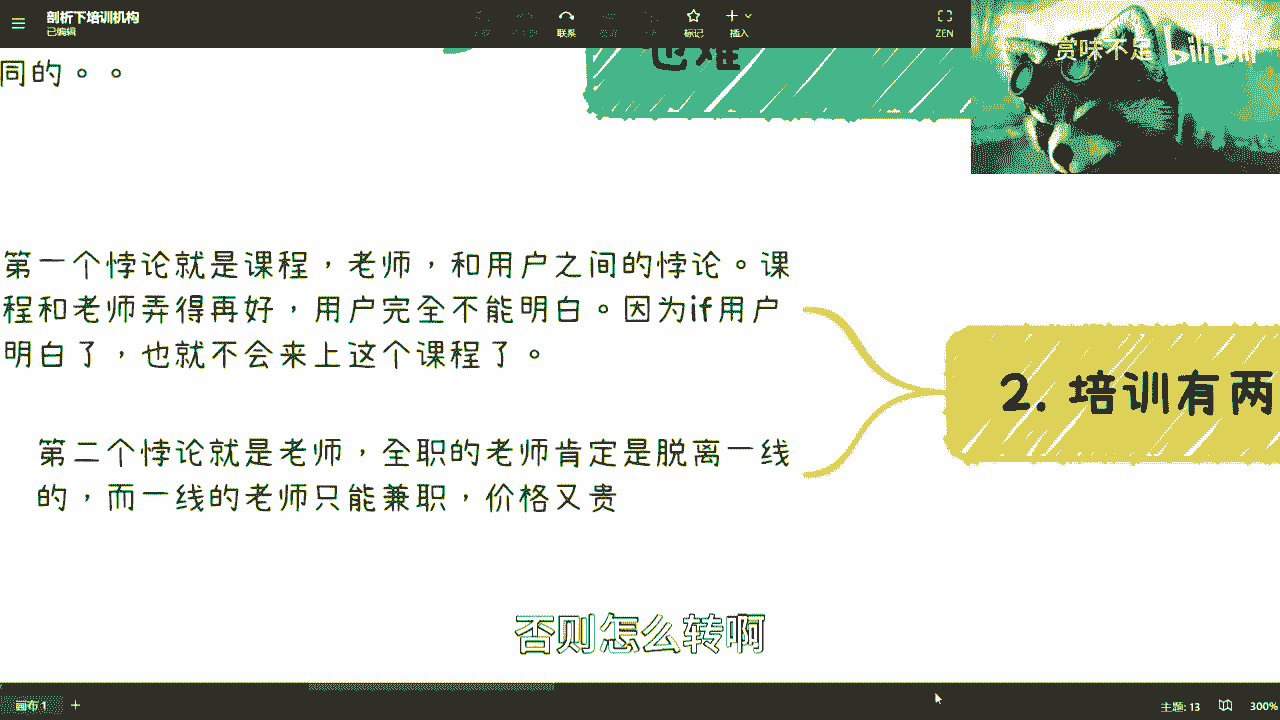 剖析下培训机构
已编辑
联系
标记
插入
ZEN
赏味不足 bilibili
同的。。
也难
第一个悖论就是课程，老师，和用户之间的悖论。课
程和老师弄得再好，用户完全不能明白。因为if用户
明白了，也就不会来上这个课程了。
2. 培训有两
第二个悖论就是老师，全职的老师肯定是脱离一线
的，而一线的老师只能兼职，价格又贵
否则怎么转啊
画布 1
主题: 13
300%